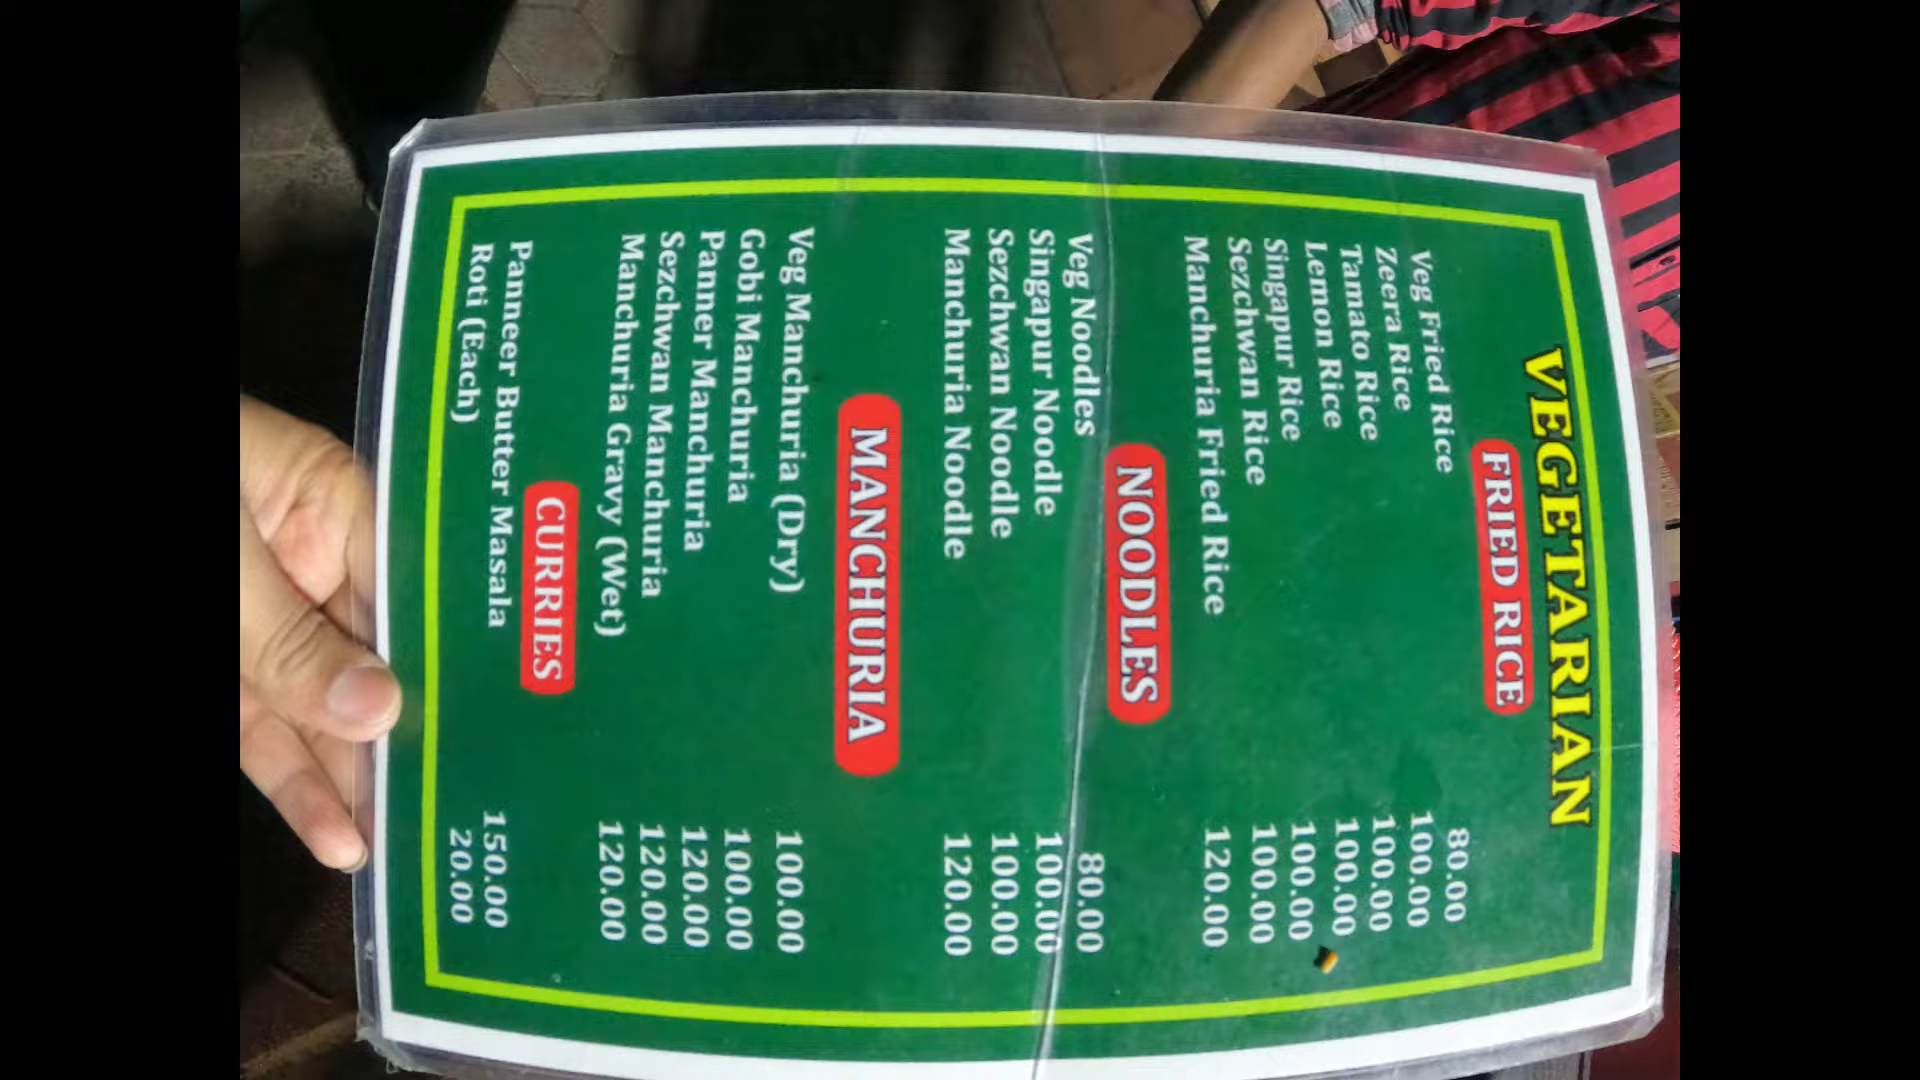 VEGETARIAN
FRIED RICE
Veg Fried Rice 80.00
Zeera Rice 100.00
Tamato Rice 100.00
Lemon Rice 100.00
Singapur Rice 100.00
Sezchwan Rice 100.00
Manchuria Fried Rice 120.00
NOODLES
Veg Noodles 80.00
Singapur Noodle 100.00
Sezchwan Noodle 100.00
Manchuria Noodle 120.00
MANCHURIA
Veg Manchuria (Dry) 100.00
Gobi Manchuria 100.00
Panner Manchuria 120.00
Sezchwan Manchuria 120.00
Manchuria Gravy (Wet) 120.00
CURRIES
Panneer Butter Masala 150.00
Roti (Each) 20.00